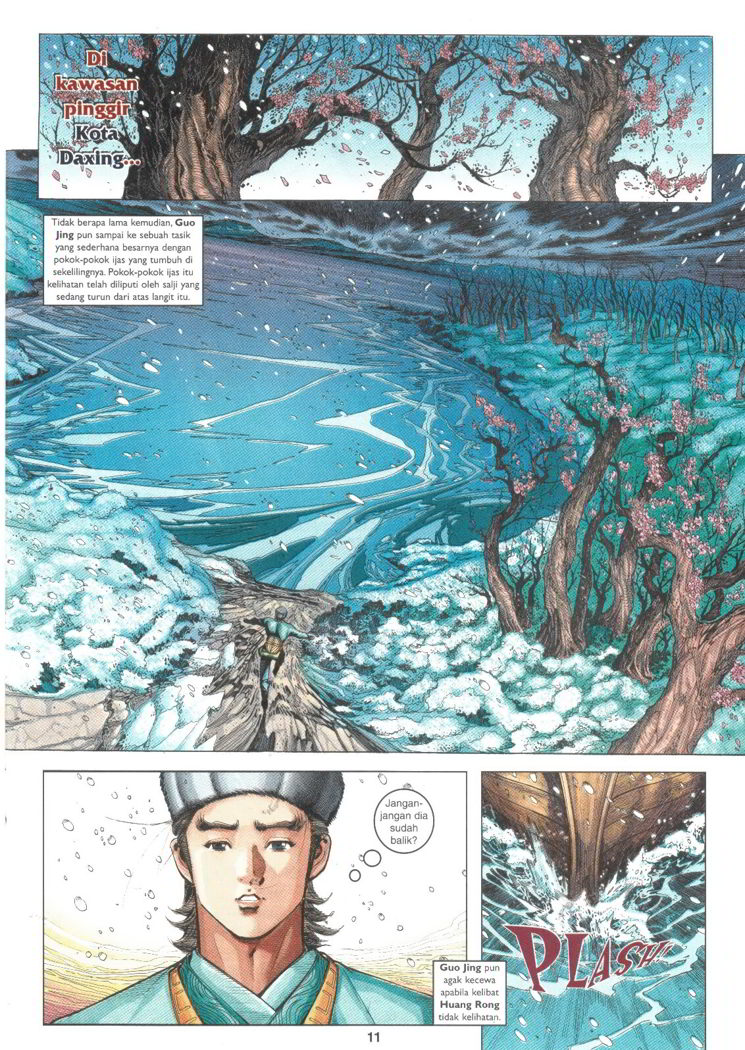 Di
kawasan
pinggir
Kota
Daxing...
Tidak berapa lama kemudian, Guo
Jing pun sampai ke sebuah tasik
yang sederhana besarnya dengan
pokok-pokok ijas yang tumbuh di
sekelilingnya. Pokok-pokok ijas itu
kelihatan telah diliputi oleh salji yang
sedang turun dari atas langit itu.
Jangan-
jangan dia
sudah
balik?
Guo Jing pun
agak kecewa
apabila kelibat
Huang Rong
tidak kelihatan.
PLASH!!
11